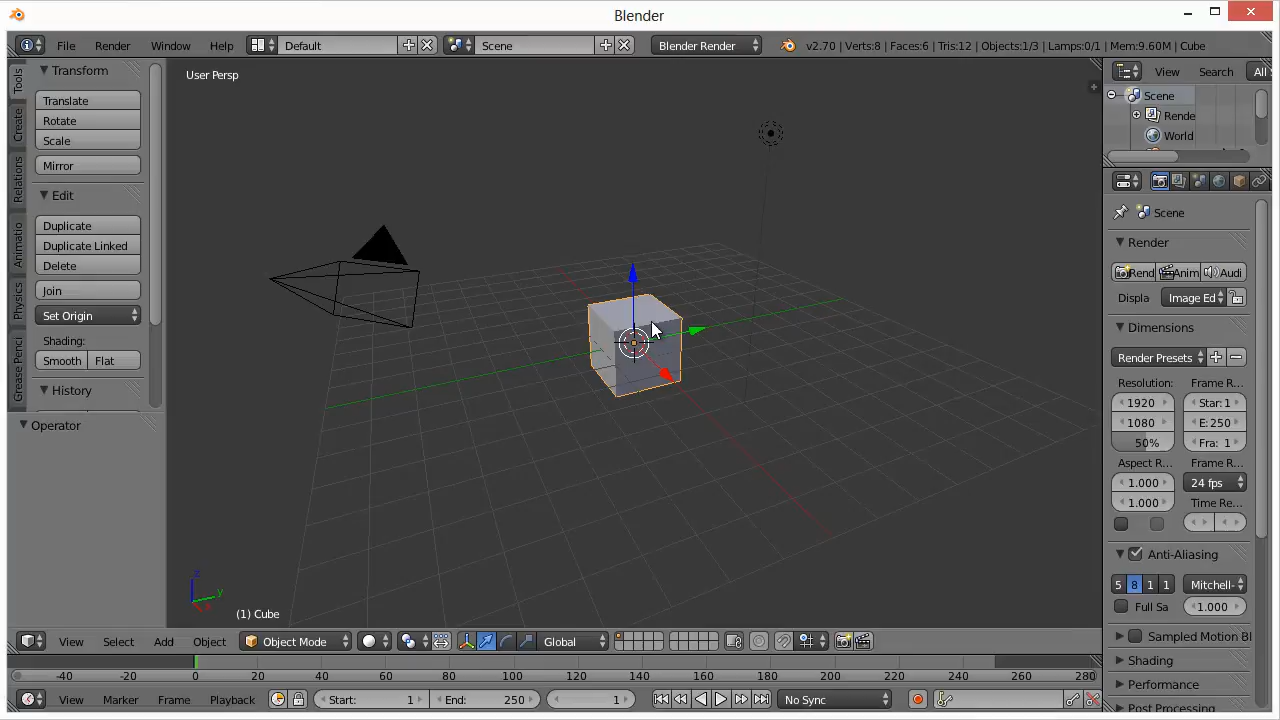 Blender
File Render Window Help Default Scene Blender Render v2.70 | Verts:8 | Faces:6 | Tris:12 | Objects:1/3 | Lamps:0/1 | Mem:9.60M | Cube
Tools
Create
Relations
Animatio
Physics
Grease Penci
Transform
Translate
Rotate
Scale
Mirror
Edit
Duplicate
Duplicate Linked
Delete
Join
Set Origin
Shading:
Smooth Flat
History
Operator
User Persp
z
y
x
(1) Cube
View Search All
Scene
Rende
World
Scene
Render
Rend Anim Audi
Displa Image Ed
Dimensions
Render Presets
Resolution: Frame R...
1920 Star: 1
1080 E: 250
50% Fra: 1
Aspect R... Frame R...
1.000 24 fps
1.000 Time Re...
Anti-Aliasing
5 8 1 1 Mitchell-
Full Sa 1.000
Sampled Motion Bl
Shading
Performance
Post Processing
View Select Add Object Object Mode Global
-40 -20 0 20 40 60 80 100 120 140 160 180 200 220 240 260 280
View Marker Frame Playback Start: 1 End: 250 1 No Sync